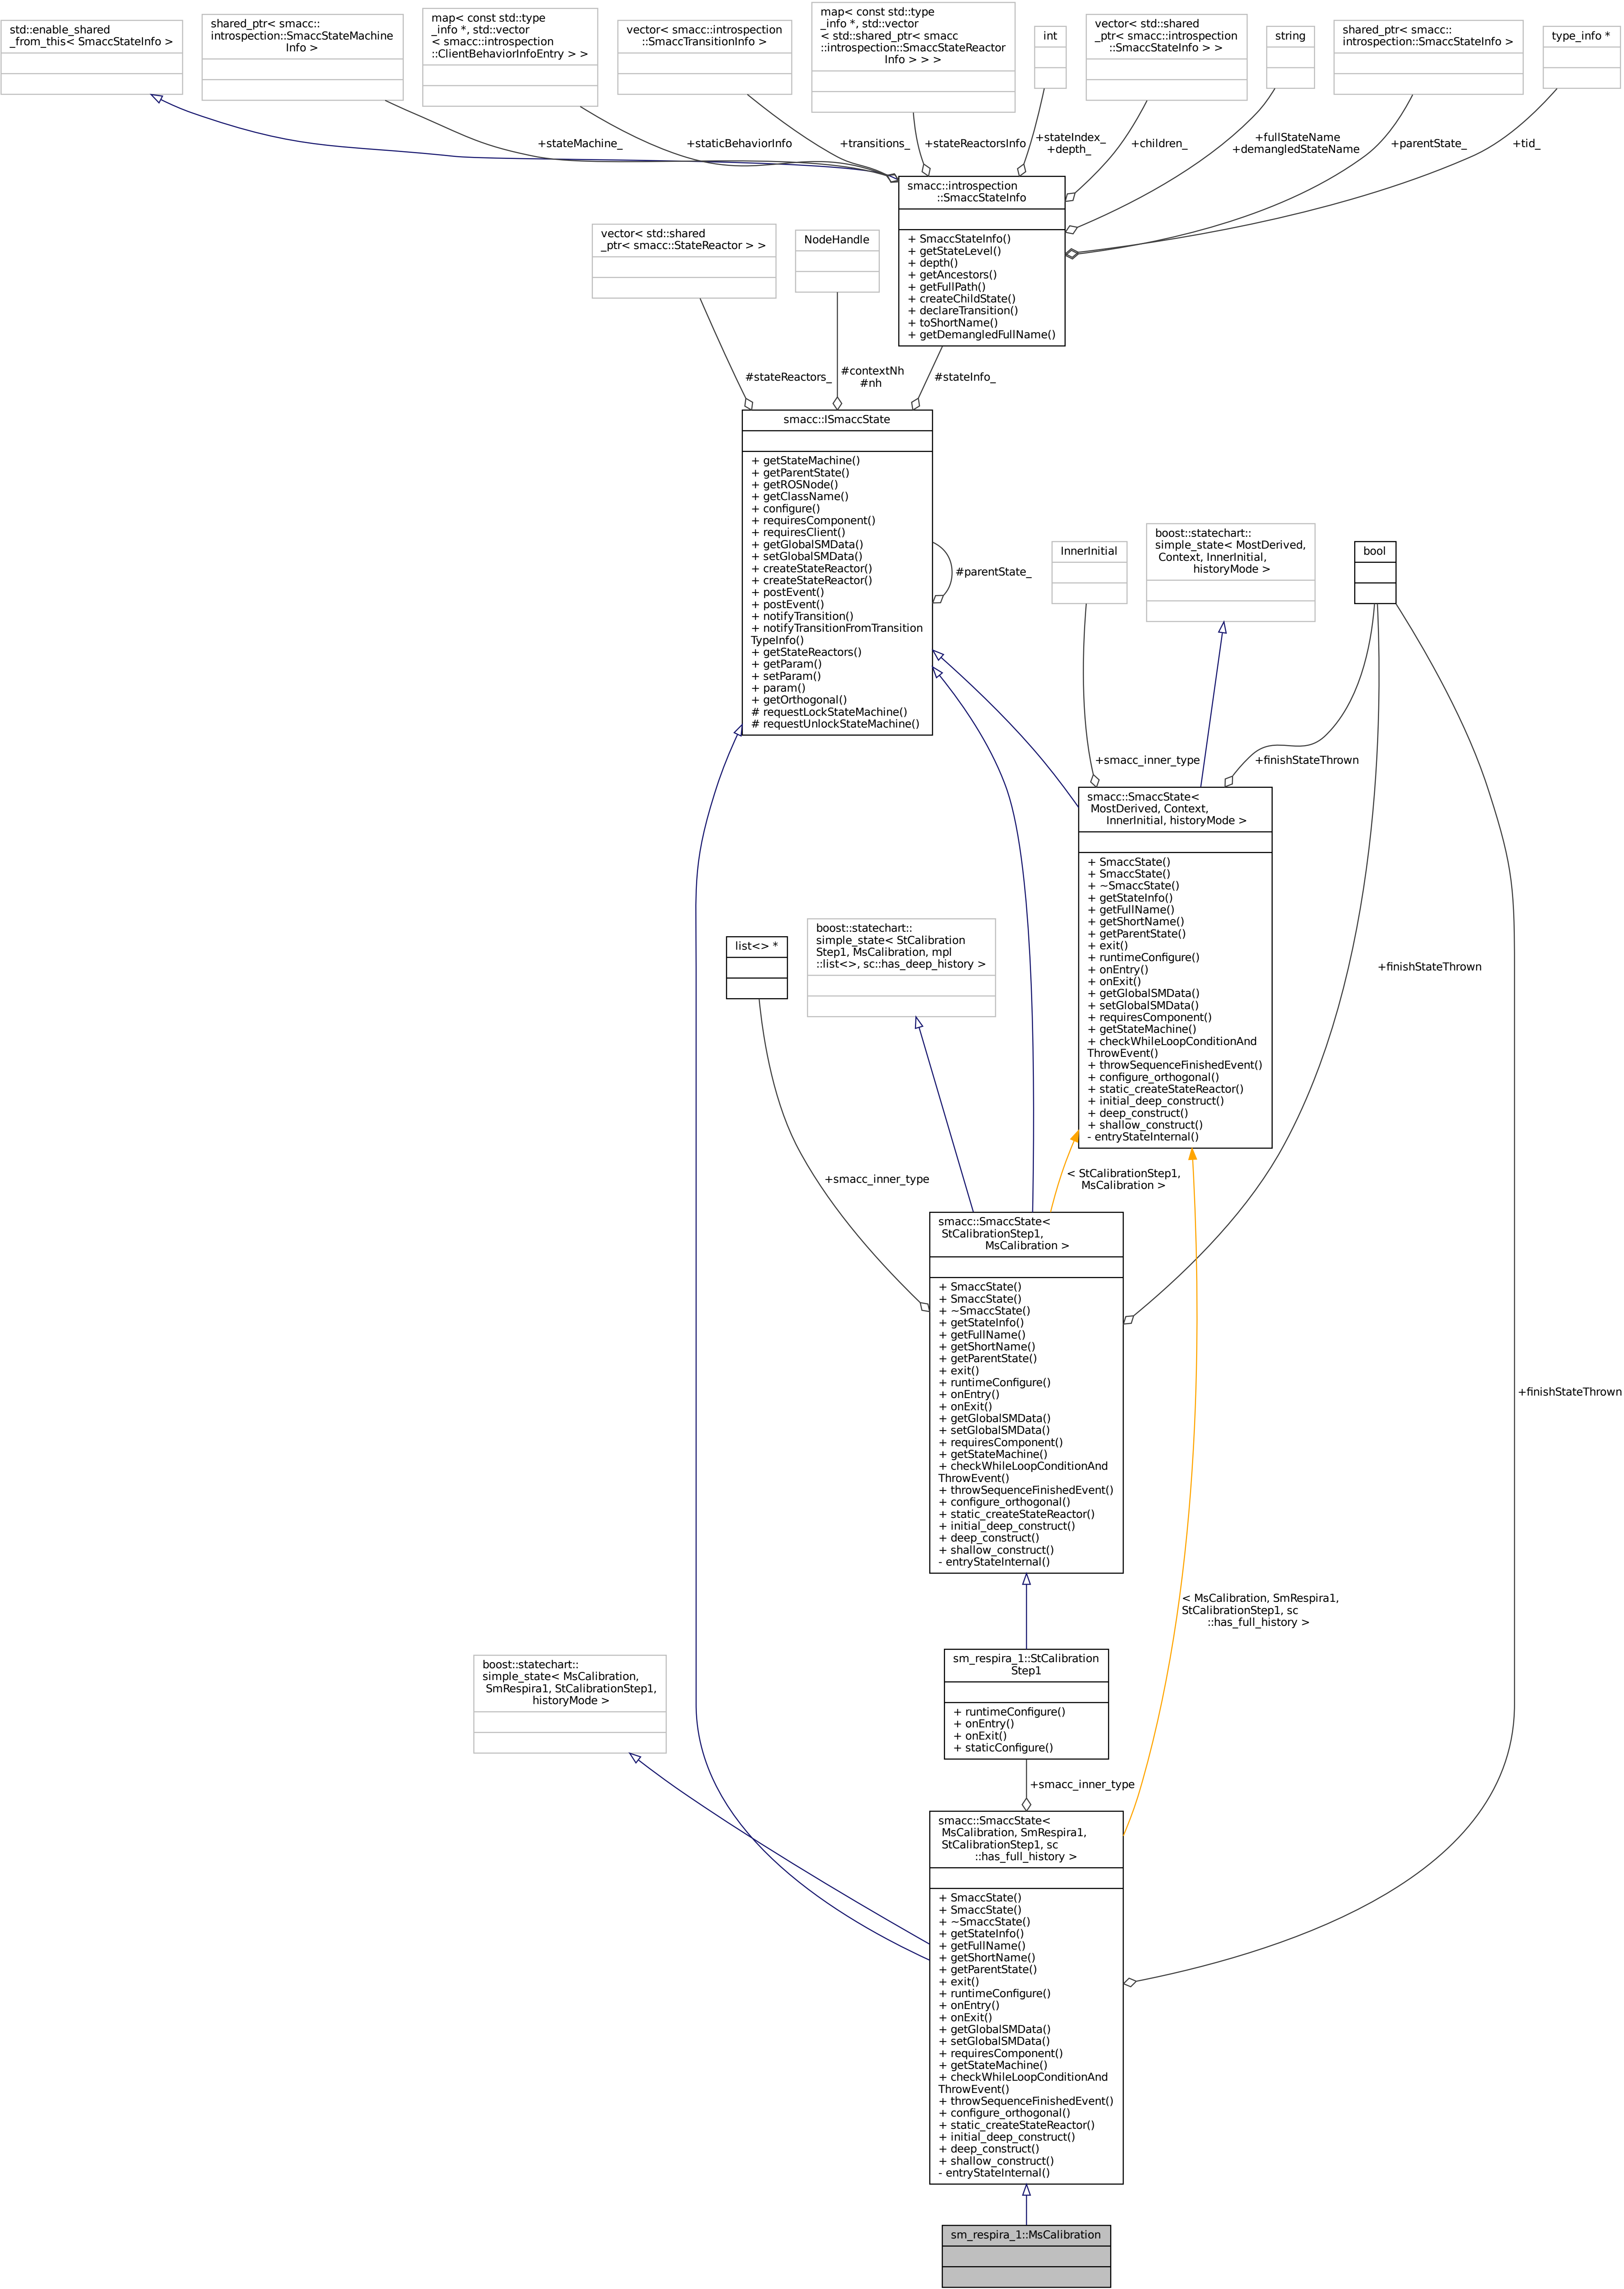 std::enable_shared
_from_this< SmaccStateInfo >
shared_ptr< smacc::
introspection::SmaccStateMachine
Info >
map< const std::type
_info *, std::vector
< smacc::introspection
::ClientBehaviorInfoEntry > >
vector< smacc::introspection
::SmaccTransitionInfo >
map< const std::type
_info *, std::vector
< std::shared_ptr< smacc
::introspection::SmaccStateReactor
Info > > >
int
vector< std::shared
_ptr< smacc::introspection
::SmaccStateInfo > >
string
shared_ptr< smacc::
introspection::SmaccStateInfo >
type_info *
+stateMachine_
+staticBehaviorInfo
+transitions_
+stateReactorsInfo
+stateIndex_
+depth_
+children_
+fullStateName
+demangledStateName
+parentState_
+tid_
smacc::introspection
::SmaccStateInfo
+ SmaccStateInfo()
+ getStateLevel()
+ depth()
+ getAncestors()
+ getFullPath()
+ createChildState()
+ declareTransition()
+ toShortName()
+ getDemangledFullName()
vector< std::shared
_ptr< smacc::StateReactor > >
NodeHandle
#stateReactors_
#contextNh
#nh
#stateInfo_
smacc::ISmaccState
+ getStateMachine()
+ getParentState()
+ getROSNode()
+ getClassName()
+ configure()
+ requiresComponent()
+ requiresClient()
+ getGlobalSMData()
+ setGlobalSMData()
+ createStateReactor()
+ createStateReactor()
+ postEvent()
+ postEvent()
+ notifyTransition()
+ notifyTransitionFromTransition
TypeInfo()
+ getStateReactors()
+ getParam()
+ setParam()
+ param()
+ getOrthogonal()
# requestLockStateMachine()
# requestUnlockStateMachine()
#parentState_
InnerInitial
boost::statechart::
simple_state< MostDerived,
Context, InnerInitial,
historyMode >
bool
+smacc_inner_type
+finishStateThrown
smacc::SmaccState<
MostDerived, Context,
InnerInitial, historyMode >
+ SmaccState()
+ SmaccState()
+ ~SmaccState()
+ getStateInfo()
+ getFullName()
+ getShortName()
+ getParentState()
+ exit()
+ runtimeConfigure()
+ onEntry()
+ onExit()
+ getGlobalSMData()
+ setGlobalSMData()
+ requiresComponent()
+ getStateMachine()
+ checkWhileLoopConditionAnd
ThrowEvent()
+ throwSequenceFinishedEvent()
+ configure_orthogonal()
+ static_createStateReactor()
+ initial_deep_construct()
+ deep_construct()
+ shallow_construct()
- entryStateInternal()
list<> *
boost::statechart::
simple_state< StCalibration
Step1, MsCalibration, mpl
::list<>, sc::has_deep_history >
+finishStateThrown
+smacc_inner_type
< StCalibrationStep1,
MsCalibration >
smacc::SmaccState<
StCalibrationStep1,
MsCalibration >
+ SmaccState()
+ SmaccState()
+ ~SmaccState()
+ getStateInfo()
+ getFullName()
+ getShortName()
+ getParentState()
+ exit()
+ runtimeConfigure()
+ onEntry()
+ onExit()
+ getGlobalSMData()
+ setGlobalSMData()
+ requiresComponent()
+ getStateMachine()
+ checkWhileLoopConditionAnd
ThrowEvent()
+ throwSequenceFinishedEvent()
+ configure_orthogonal()
+ static_createStateReactor()
+ initial_deep_construct()
+ deep_construct()
+ shallow_construct()
- entryStateInternal()
+finishStateThrown
< MsCalibration, SmRespira1,
StCalibrationStep1, sc
::has_full_history >
boost::statechart::
simple_state< MsCalibration,
SmRespira1, StCalibrationStep1,
historyMode >
sm_respira_1::StCalibration
Step1
+ runtimeConfigure()
+ onEntry()
+ onExit()
+ staticConfigure()
+smacc_inner_type
smacc::SmaccState<
MsCalibration, SmRespira1,
StCalibrationStep1, sc
::has_full_history >
+ SmaccState()
+ SmaccState()
+ ~SmaccState()
+ getStateInfo()
+ getFullName()
+ getShortName()
+ getParentState()
+ exit()
+ runtimeConfigure()
+ onEntry()
+ onExit()
+ getGlobalSMData()
+ setGlobalSMData()
+ requiresComponent()
+ getStateMachine()
+ checkWhileLoopConditionAnd
ThrowEvent()
+ throwSequenceFinishedEvent()
+ configure_orthogonal()
+ static_createStateReactor()
+ initial_deep_construct()
+ deep_construct()
+ shallow_construct()
- entryStateInternal()
sm_respira_1::MsCalibration